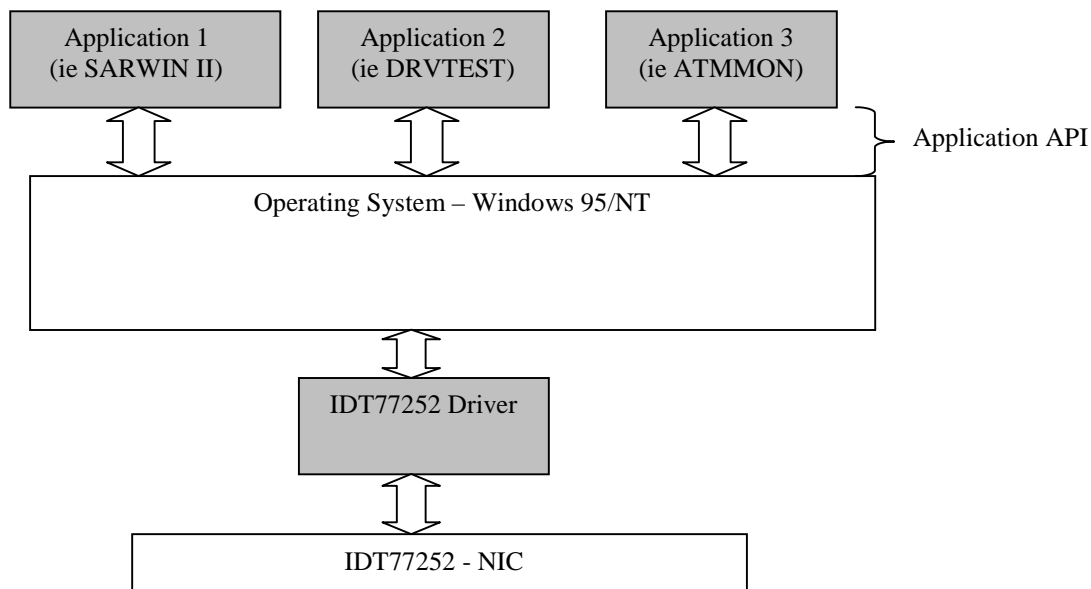 Application 1
(ie SARWIN II)
Application 2
(ie DRVTEST)
Application 3
(ie ATMMON)
Application API
Operating System – Windows 95/NT
IDT77252 Driver
IDT77252 - NIC